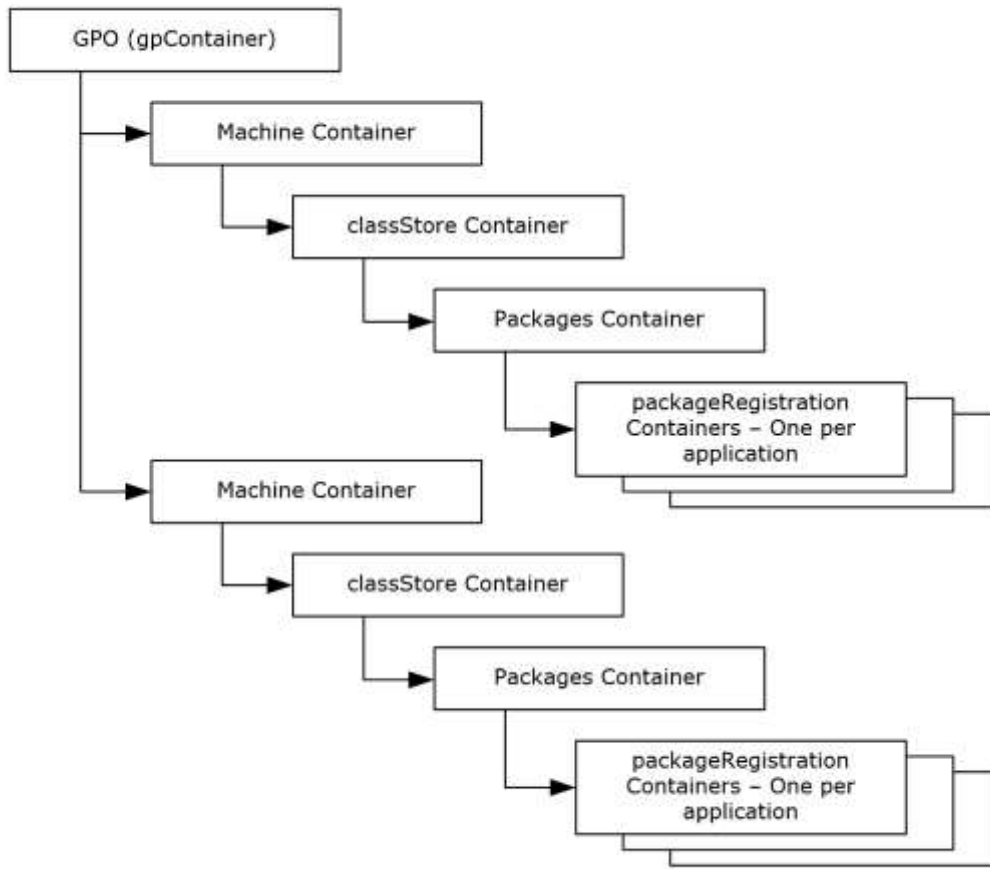 GPO (gpContainer)
Machine Container
classStore Container
Packages Container
packageRegistration
Containers – One per
application
Machine Container
classStore Container
Packages Container
packageRegistration
Containers – One per
application